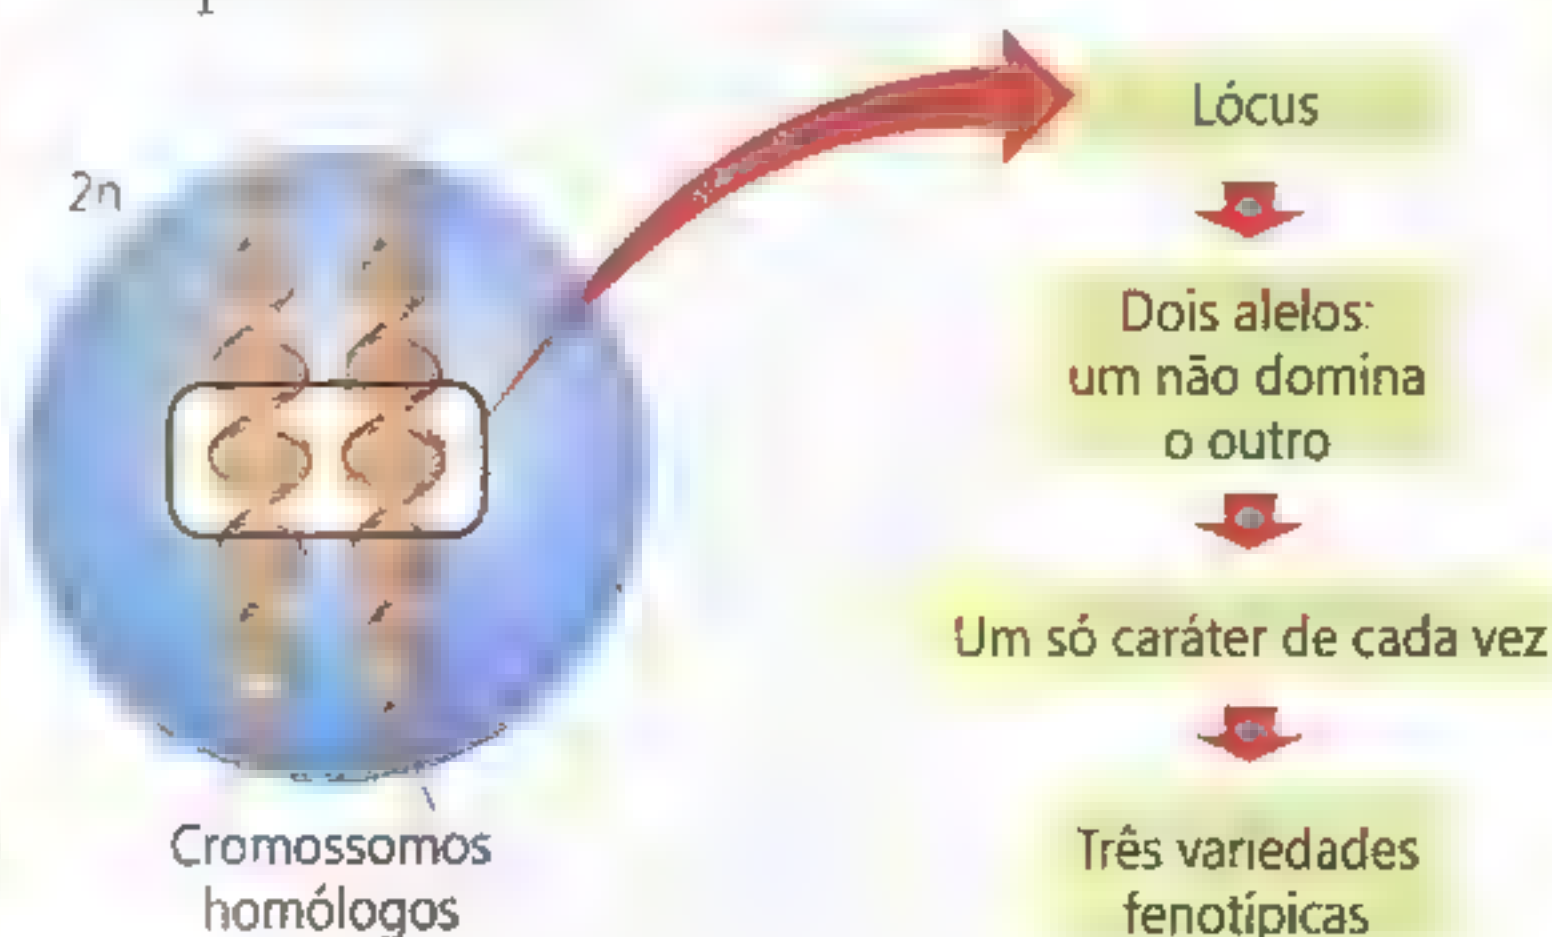 2n
Lócus
Dois alelos:
um não domina
o outro
Um só caráter de cada vez
Três variedades
fenotípicas
Cromossomos
homólogos